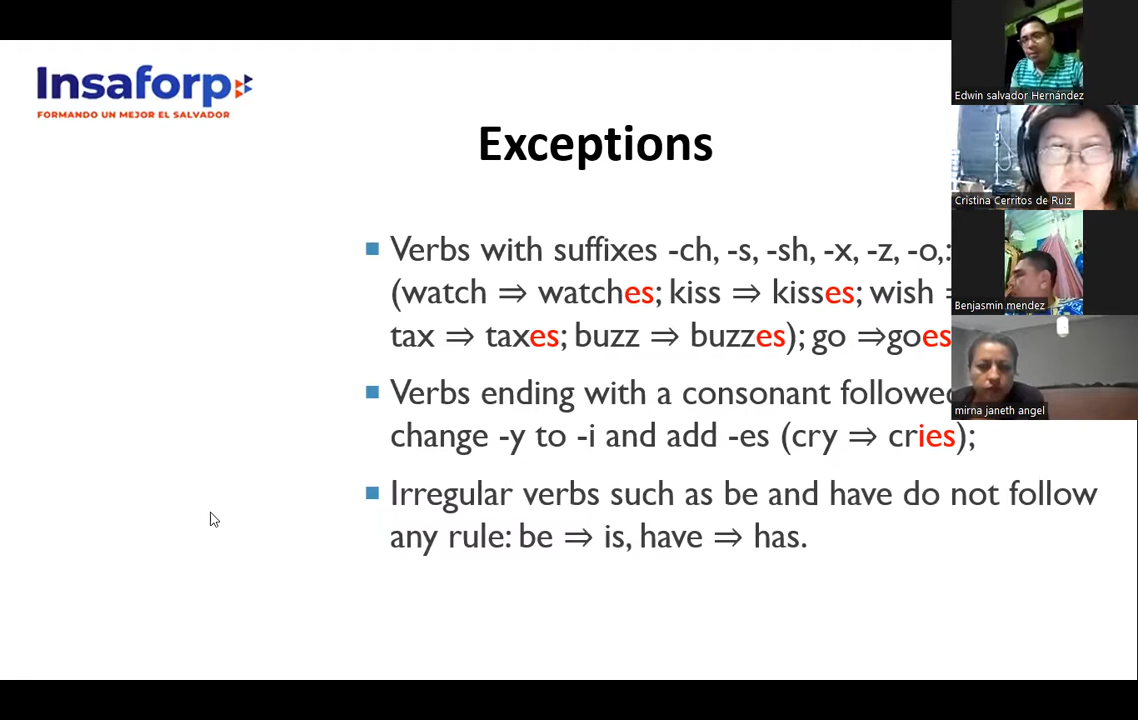 Insaforp
FORMANDO UN MEJOR EL SALVADOR
Exceptions
Verbs with suffixes -ch, -s, -sh, -x, -z, -o,:
(watch ⇒ watches; kiss ⇒ kisses; wish
tax ⇒ taxes; buzz ⇒ buzzes); go ⇒goes
Verbs ending with a consonant followed
change -y to -i and add -es (cry ⇒ cries);
Irregular verbs such as be and have do not follow
any rule: be ⇒ is, have ⇒ has.
Edwin salvador Hernández
Cristina Cerritos de Ruiz
Benjasmín mendez
mirna janeth angel